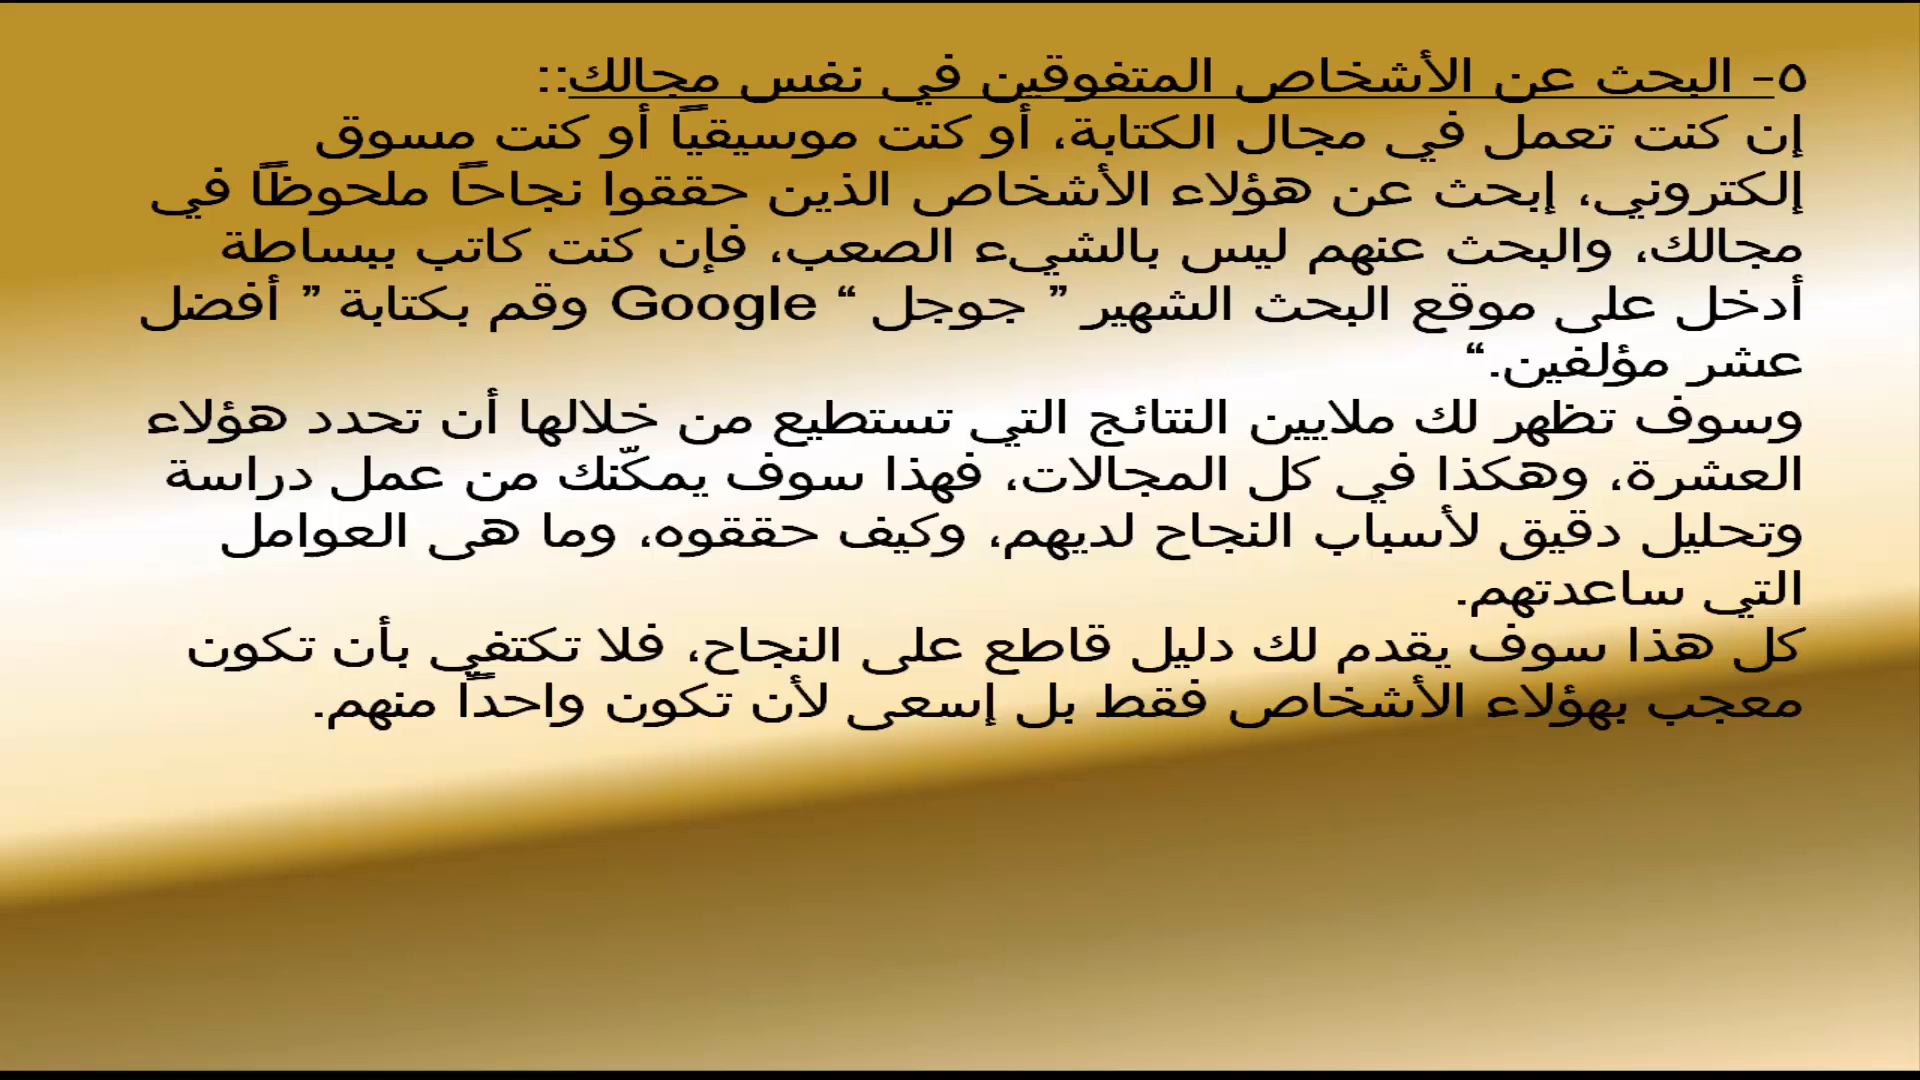 ٥- البحث عن الأشخاص المتفوقين في نفس مجالك::
إن كنت تعمل في مجال الكتابة، أو كنت موسيقياً أو كنت مسوق
إلكتروني، إبحث عن هؤلاء الأشخاص الذين حققوا نجاحاً ملحوظاً في
مجالك، والبحث عنهم ليس بالشيء الصعب، فإن كنت كاتب ببساطة
أدخل على موقع البحث الشهير ” جوجل “ Google وقم بكتابة ” أفضل
عشر مؤلفين.“
وسوف تظهر لك ملايين النتائج التي تستطيع من خلالها أن تحدد هؤلاء
العشرة، وهكذا في كل المجالات، فهذا سوف يمكّنك من عمل دراسة
وتحليل دقيق لأسباب النجاح لديهم، وكيف حققوه، وما هى العوامل
التي ساعدتهم.
كل هذا سوف يقدم لك دليل قاطع على النجاح، فلا تكتفي بأن تكون
معجب بهؤلاء الأشخاص فقط بل إسعى لأن تكون واحداً منهم.